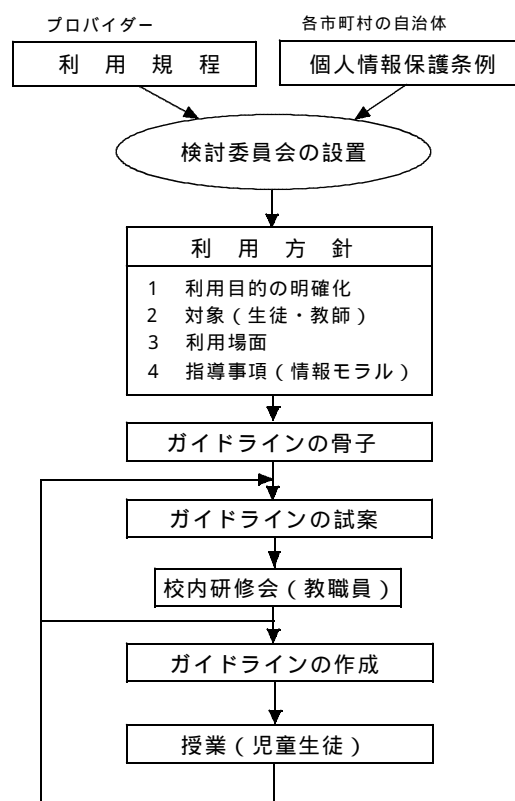 プロバイダー
各市町村の自治体
利　用　規　程
個人情報保護条例
検討委員会の設置
利　用　方　針
1　利用目的の明確化
2　対象(生徒・教師)
3　利用場面
4　指導事項(情報モラル)
ガイドラインの骨子
ガイドラインの試案
校内研修会(教職員)
ガイドラインの作成
授業(児童生徒)